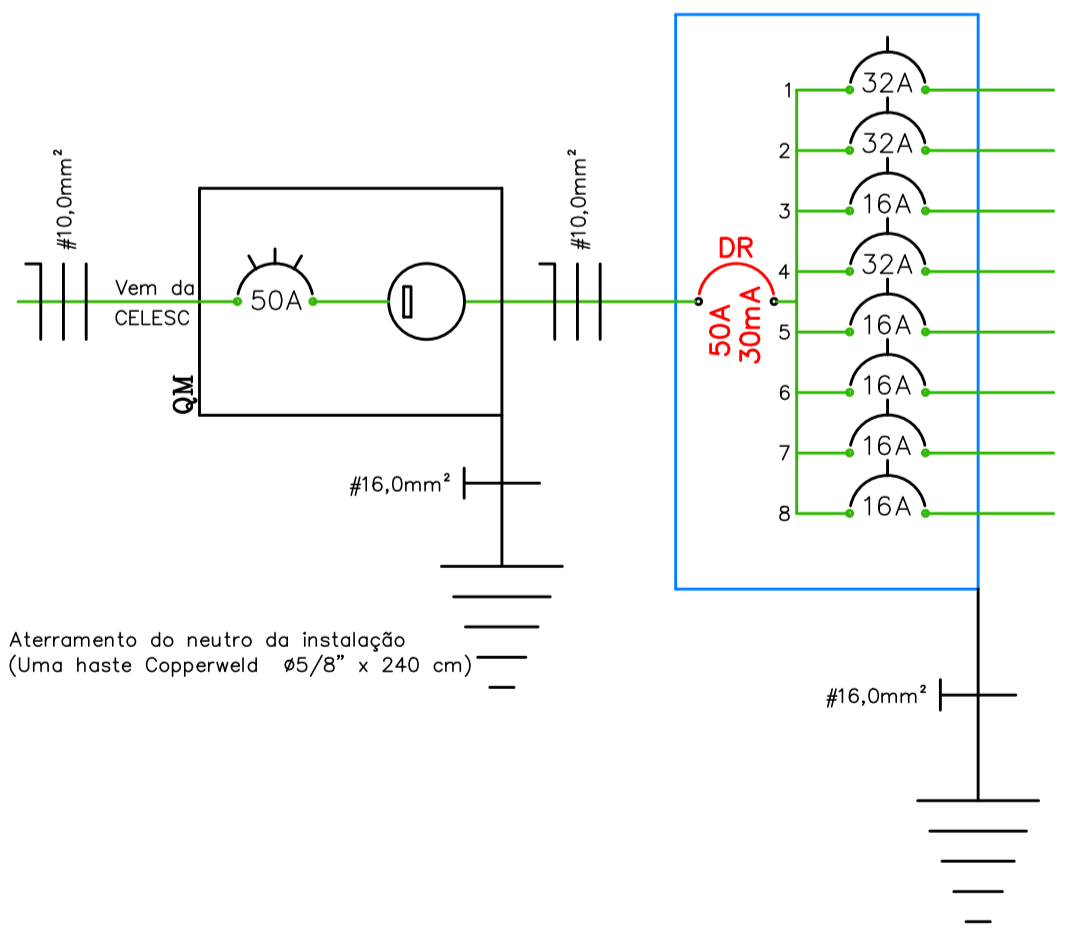 #10,0mm²
Vem da
CELESC
50A
QM
#16,0mm²
Aterramento do neutro da instalação
(Uma haste Copperweld ø5/8" x 240 cm)
#10,0mm²
DR
50A
30mA
1 32A
2 32A
3 16A
4 32A
5 16A
6 16A
7 16A
8 16A
#16,0mm²